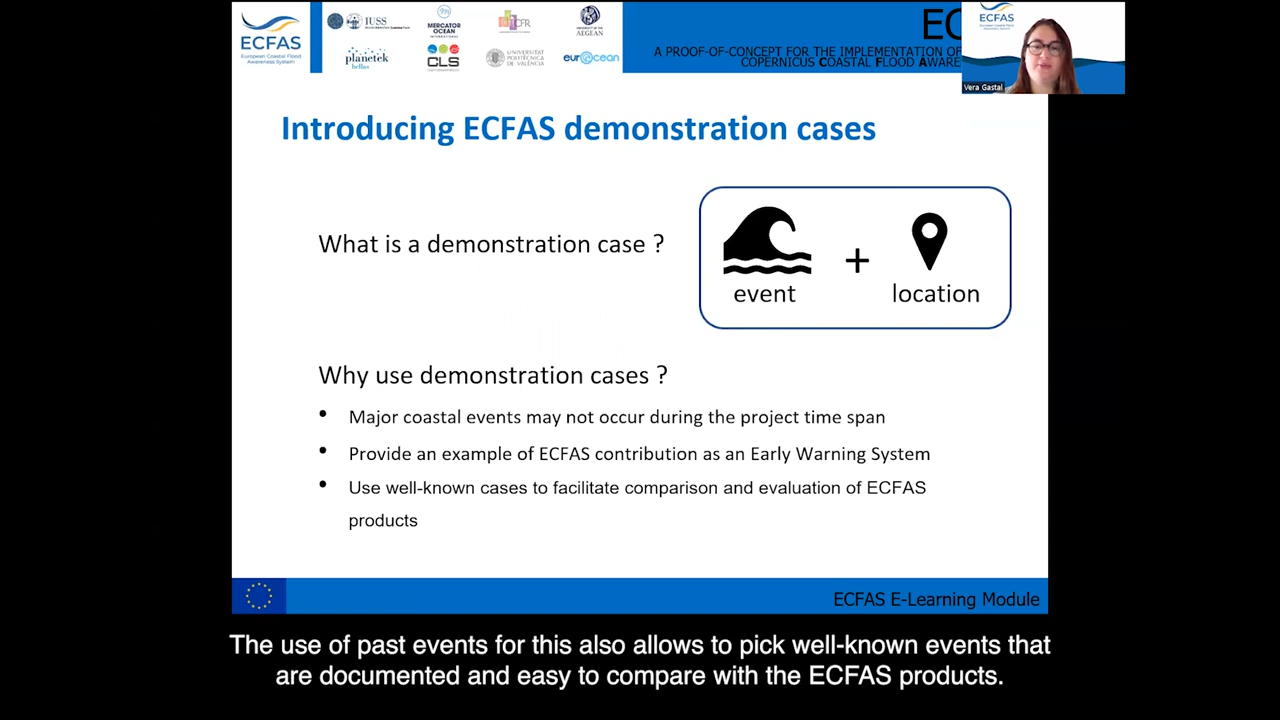 ECFAS
European Coastal Flood
Awareness System
IUSS
MERCATOR
OCEAN
INTERNATIONAL
CFR
UNIVERSITY OF THE
AEGEAN
planetek
hellas
CLS
UNIVERSITAT
POLITÈCNICA
DE VALÈNCIA
eurocean
EC
A PROOF-OF-CONCEPT FOR THE IMPLEMENTATION OF
COPERNICUS COASTAL FLOOD AWARE
ECFAS
Vera Gastal
Introducing ECFAS demonstration cases
What is a demonstration case ?
event
+
location
Why use demonstration cases ?
• Major coastal events may not occur during the project time span
• Provide an example of ECFAS contribution as an Early Warning System
• Use well-known cases to facilitate comparison and evaluation of ECFAS
products
ECFAS E-Learning Module
The use of past events for this also allows to pick well-known events that
are documented and easy to compare with the ECFAS products.